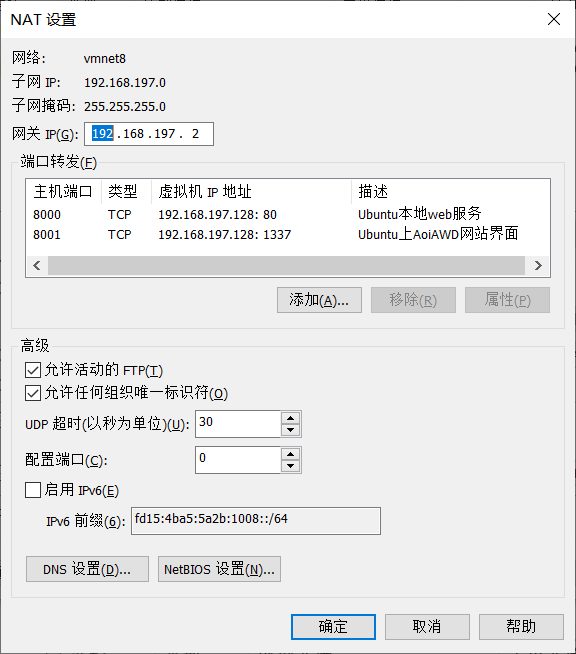 NAT 设置
网络: vmnet8
子网 IP: 192.168.197.0
子网掩码: 255.255.255.0
网关 IP(G): 192 . 168 . 197 . 2
端口转发(F)
主机端口 类型 虚拟机 IP 地址 描述
8000 TCP 192.168.197.128: 80 Ubuntu本地web服务
8001 TCP 192.168.197.128: 1337 Ubuntu上AoiAWD网站界面
添加(A)... 移除(R) 属性(P)
高级
允许活动的 FTP(T)
允许任何组织唯一标识符(O)
UDP 超时(以秒为单位)(U): 30
配置端口(C): 0
启用 IPv6(E)
IPv6 前缀(6): fd15:4ba5:5a2b:1008::/64
DNS 设置(D)... NetBIOS 设置(N)...
确定 取消 帮助